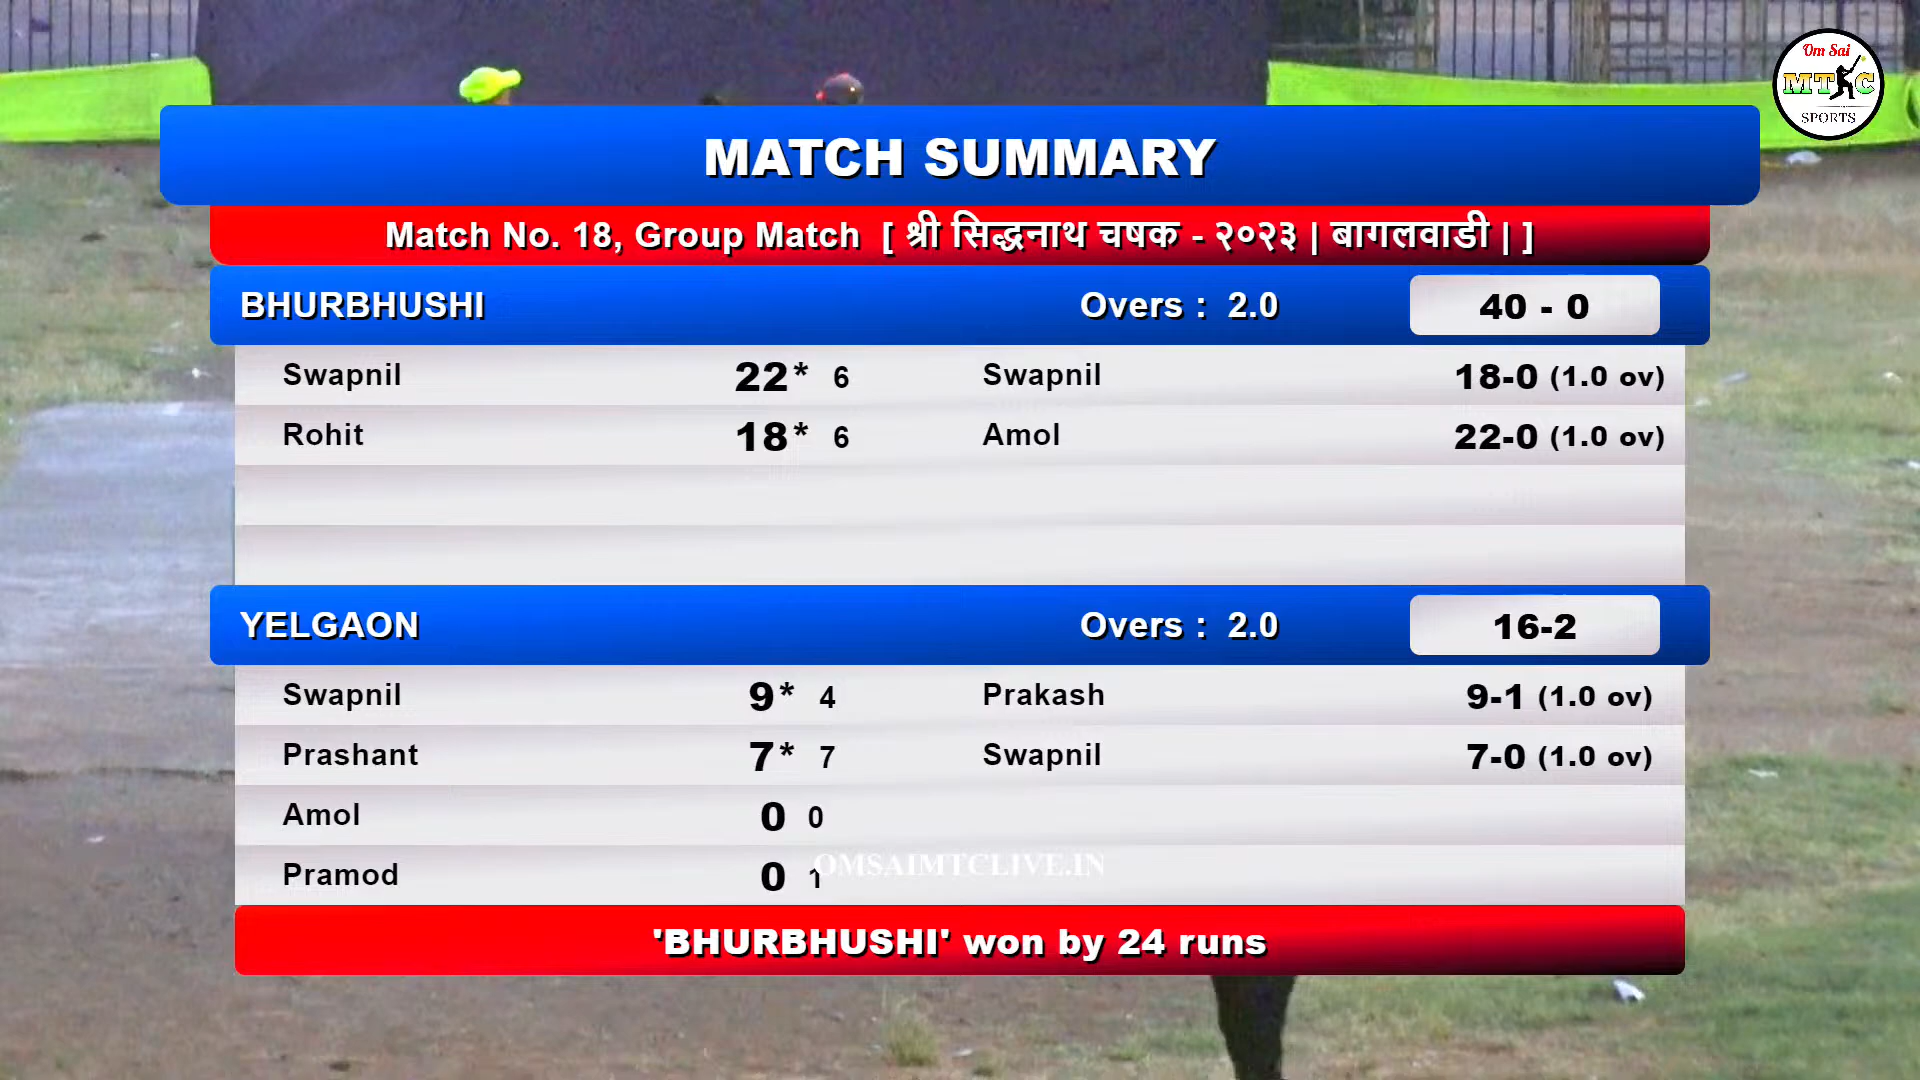 Om Sai
MTC
SPORTS
MATCH SUMMARY
Match No. 18, Group Match [ श्री सिद्धनाथ चषक - २०२३ | बागलवाडी | ]
BHURBHUSHI Overs : 2.0 40 - 0
Swapnil 22* 6 Swapnil 18-0 (1.0 ov)
Rohit 18* 6 Amol 22-0 (1.0 ov)
YELGAON Overs : 2.0 16-2
Swapnil 9* 4 Prakash 9-1 (1.0 ov)
Prashant 7* 7 Swapnil 7-0 (1.0 ov)
Amol 0 0
Pramod 0 1
OMSAIMTCLIVE.IN
'BHURBHUSHI' won by 24 runs